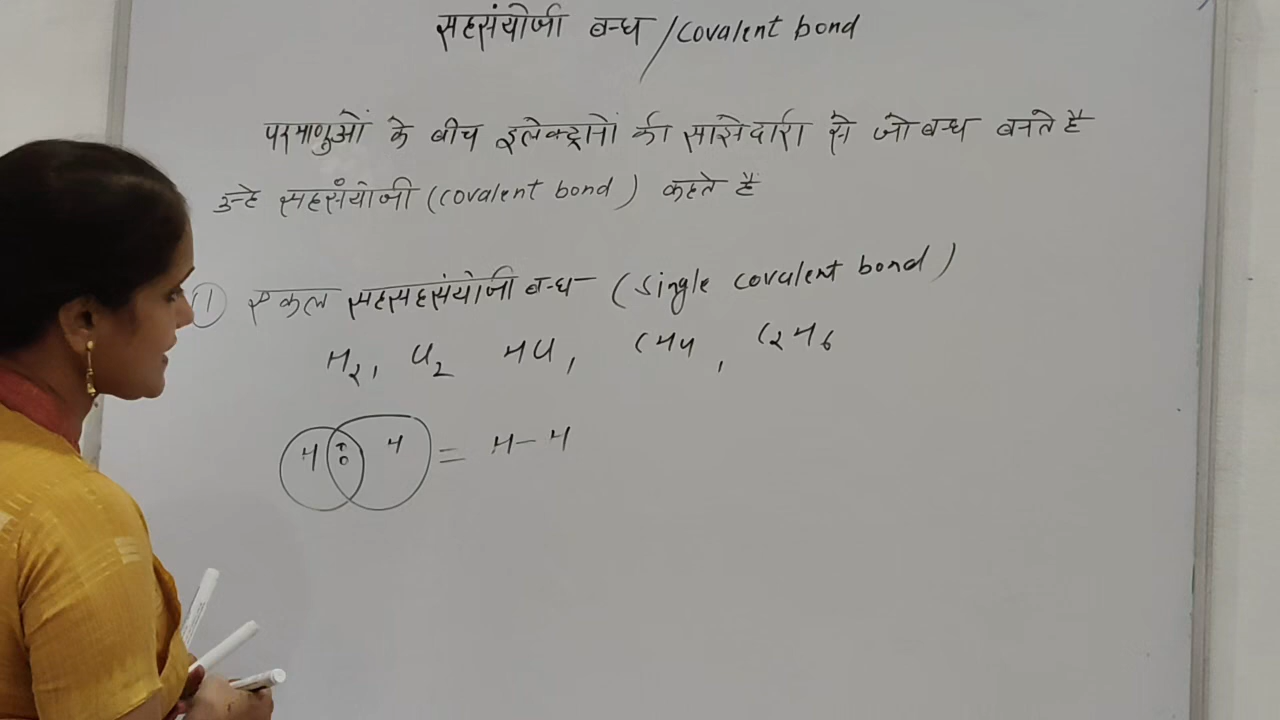 सहसंयोजी बन्ध / covalent bond
परमाणुओं के बीच इलेक्ट्रानों की साझेदारी से जो बन्ध बनते है
उन्हे सहसंयोजी (covalent bond) कहते है
① एकल सहसहसंयोजी बन्ध- (single covalent bond)
H2, Cl2 HCl, CH4, C2H6
H : H = H-H